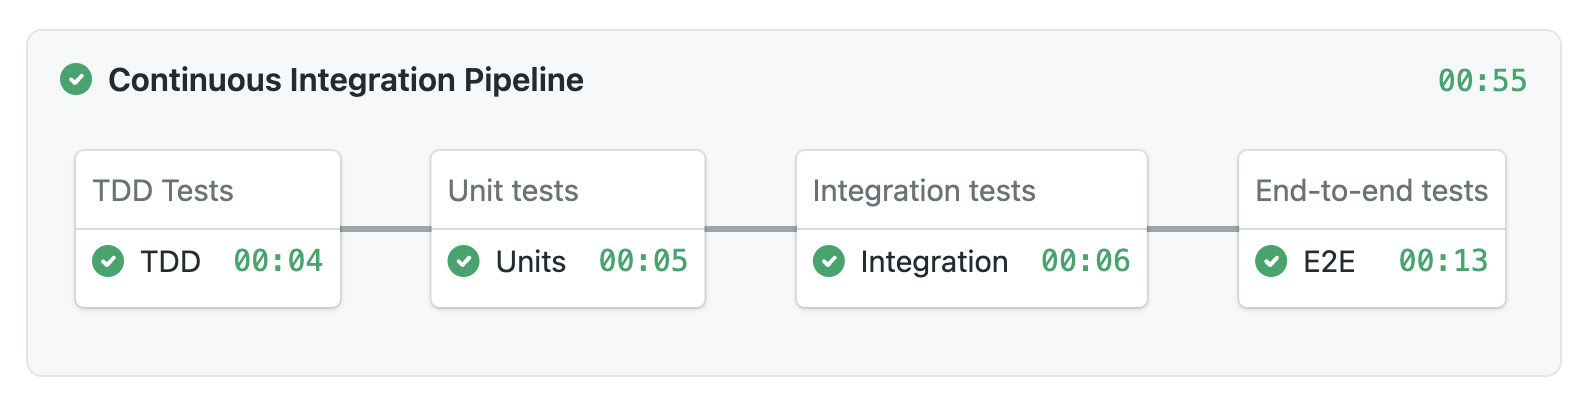 Continuous Integration Pipeline 00:55
TDD Tests
TDD 00:04
Unit tests
Units 00:05
Integration tests
Integration 00:06
End-to-end tests
E2E 00:13